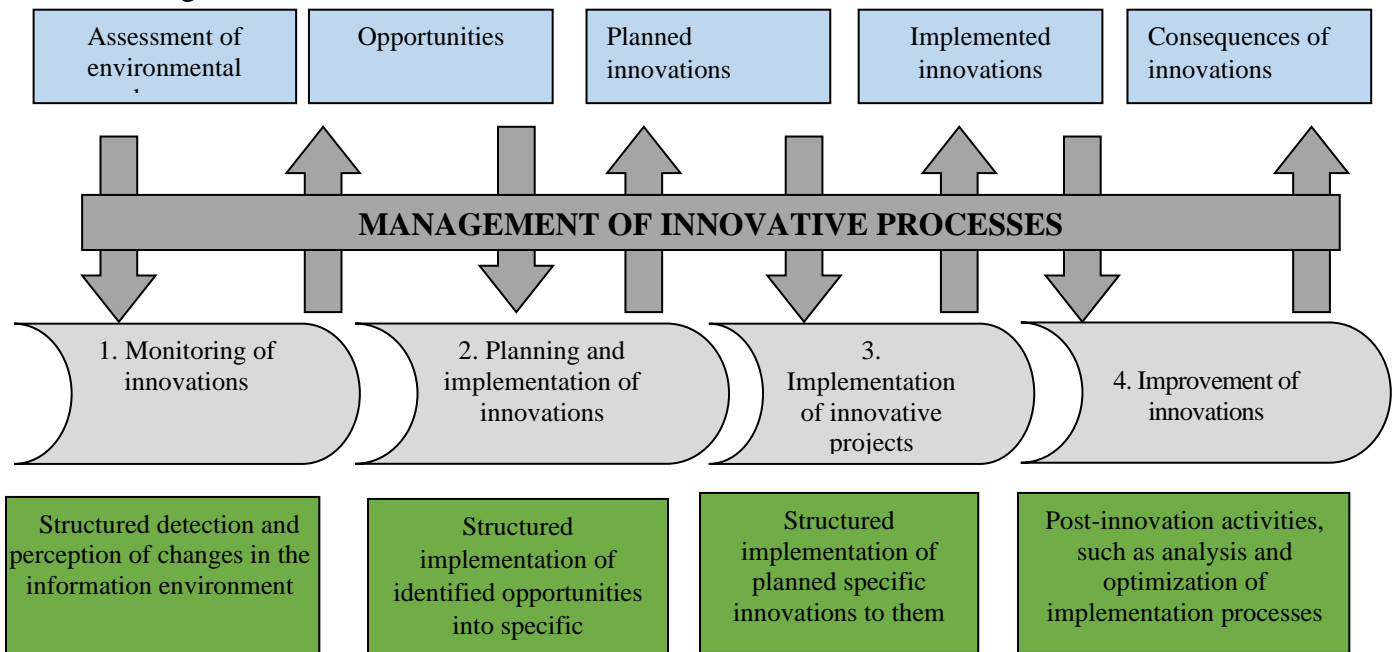 Assessment of
environmental
Opportunities
Planned
innovations
Implemented
innovations
Consequences of
innovations
MANAGEMENT OF INNOVATIVE PROCESSES
1. Monitoring of
innovations
2. Planning and
implementation of
innovations
3.
Implementation
of innovative
projects
4. Improvement of
innovations
Structured detection and
perception of changes in the
information environment
Structured
implementation of
identified opportunities
into specific
Structured
implementation of
planned specific
innovations to them
Post-innovation activities,
such as analysis and
optimization of
implementation processes